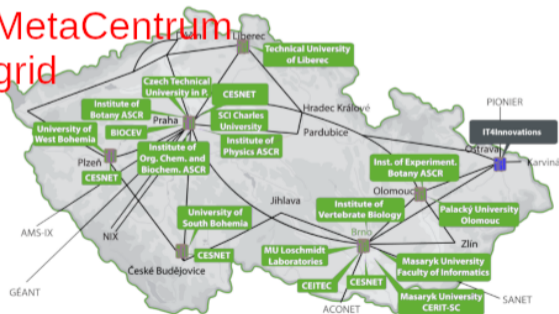 MetaCentrum
grid
Liberec
Technical University
of Liberec
Czech Technical
University in P.
CESNET
Institute of
Botany ASCR
Hradec Králové
PIONIER
Praha
SCI Charles
University
BIOCEV
Pardubice
University of
West Bohemia
IT4Innovations
Institute of
Physics ASCR
Institute of
Org. Chem. and
Biochem. ASCR
Ostrava
Karviná
Plzeň
Inst. of Experiment.
Botany ASCR
CESNET
Olomouc
Jihlava
Institute of
Vertebrate Biology
University of
South Bohemia
Palacký University
Olomouc
AMS-IX
NIX
Brno
Zlín
MU Loschmidt
Laboratories
CESNET
Masaryk University
Faculty of Informatics
České Budějovice
CEITEC
CESNET
GÉANT
Masaryk University
CERIT-SC
SANET
ACONET